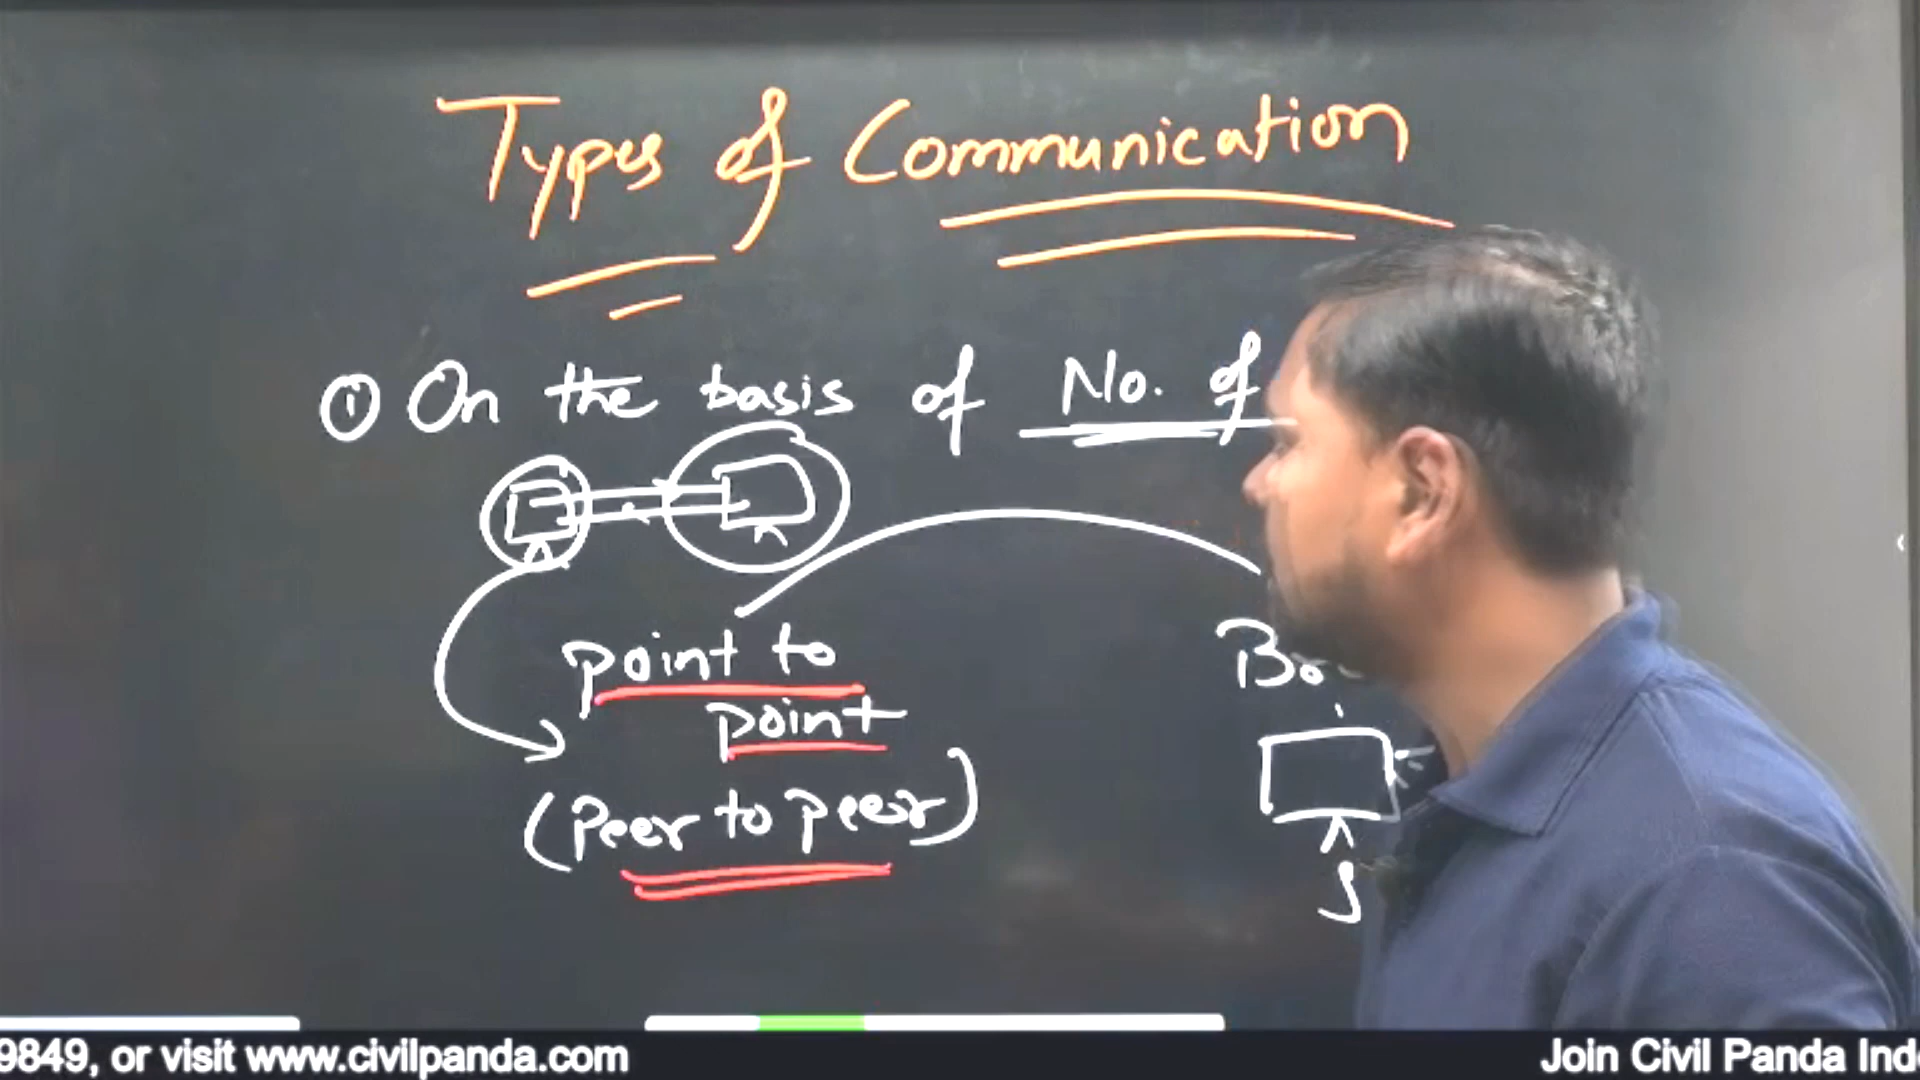 Types of Communication
① On the basis of No. of
point to
point
(Peer to peer)
9849, or visit www.civilpanda.com
Join Civil Panda Ind